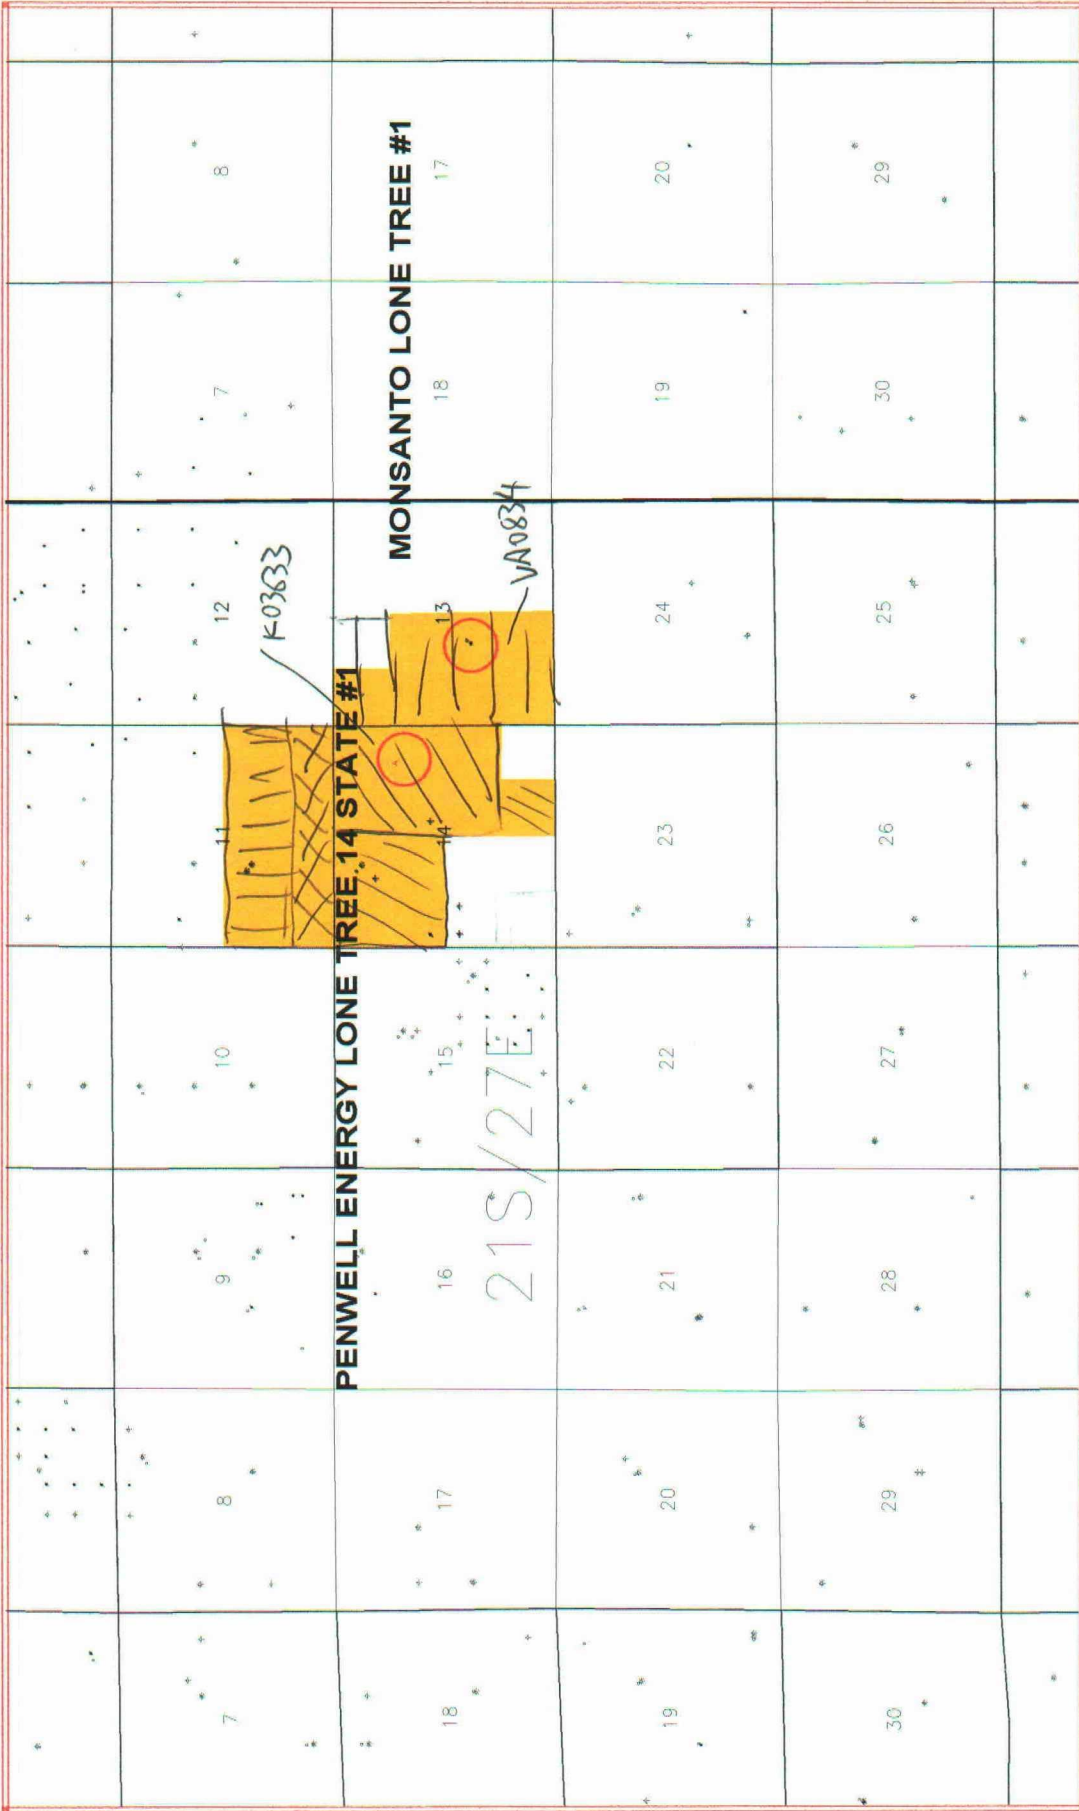 7 8 9 10 11 12 7 8
K03633
PENWELL ENERGY LONE TREE 14 STATE #1
MONSANTO LONE TREE #1
18 17 16 15 14 13 18 17
VA0834
21S/27E
19 20 21 22 23 24 19 20
30 29 28 27 26 25 30 29